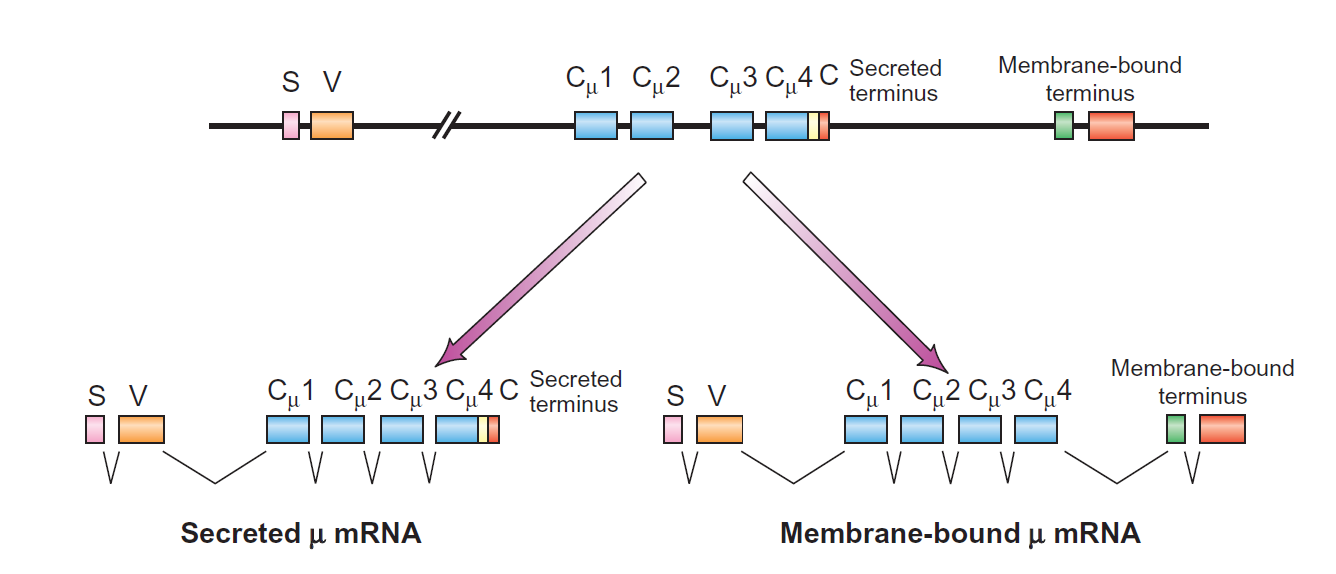 S V Cμ1 Cμ2 Cμ3 Cμ4 C Secreted terminus Membrane-bound terminus
S V Cμ1 Cμ2 Cμ3 Cμ4 C Secreted terminus
S V Cμ1 Cμ2 Cμ3 Cμ4 Membrane-bound terminus
Secreted μ mRNA
Membrane-bound μ mRNA